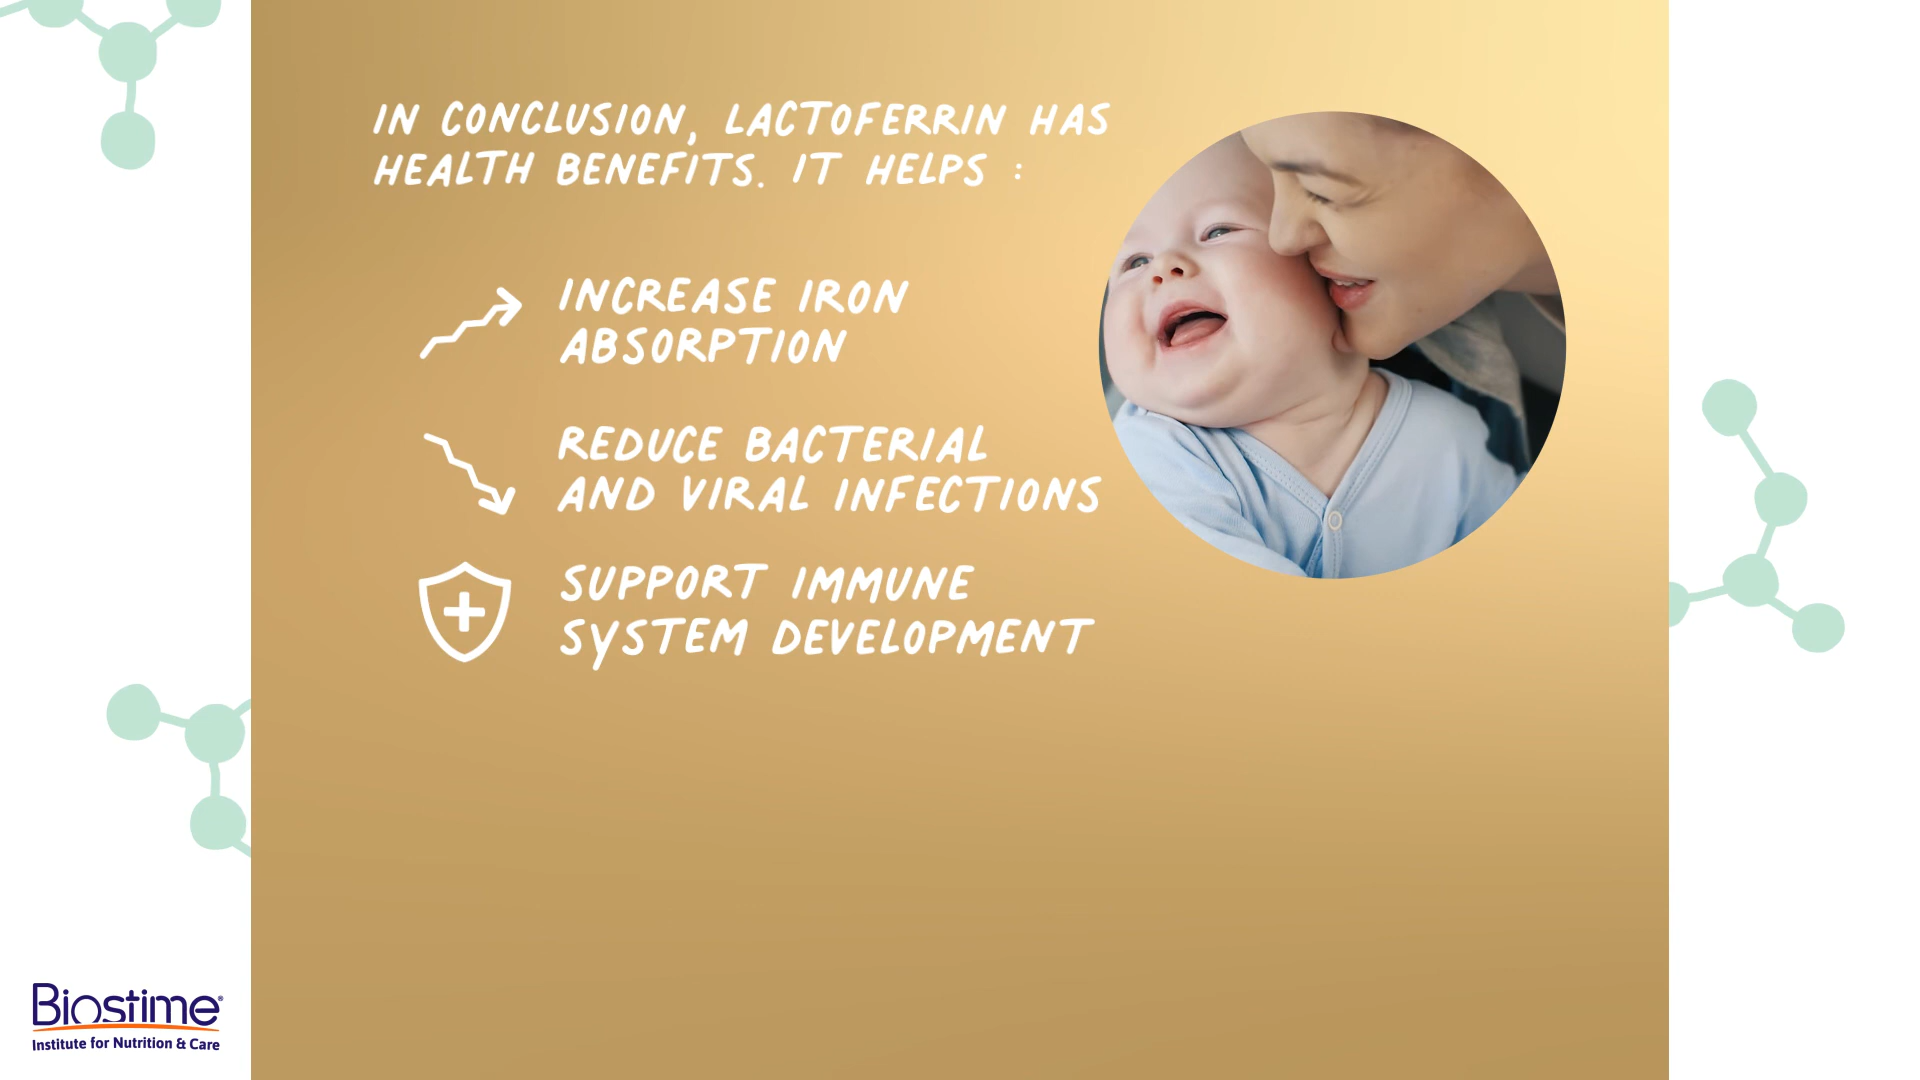 IN CONCLUSION, LACTOFERRIN HAS
HEALTH BENEFITS. IT HELPS :
INCREASE IRON
ABSORPTION
REDUCE BACTERIAL
AND VIRAL INFECTIONS
SUPPORT IMMUNE
SYSTEM DEVELOPMENT
Biostime®
Institute for Nutrition & Care